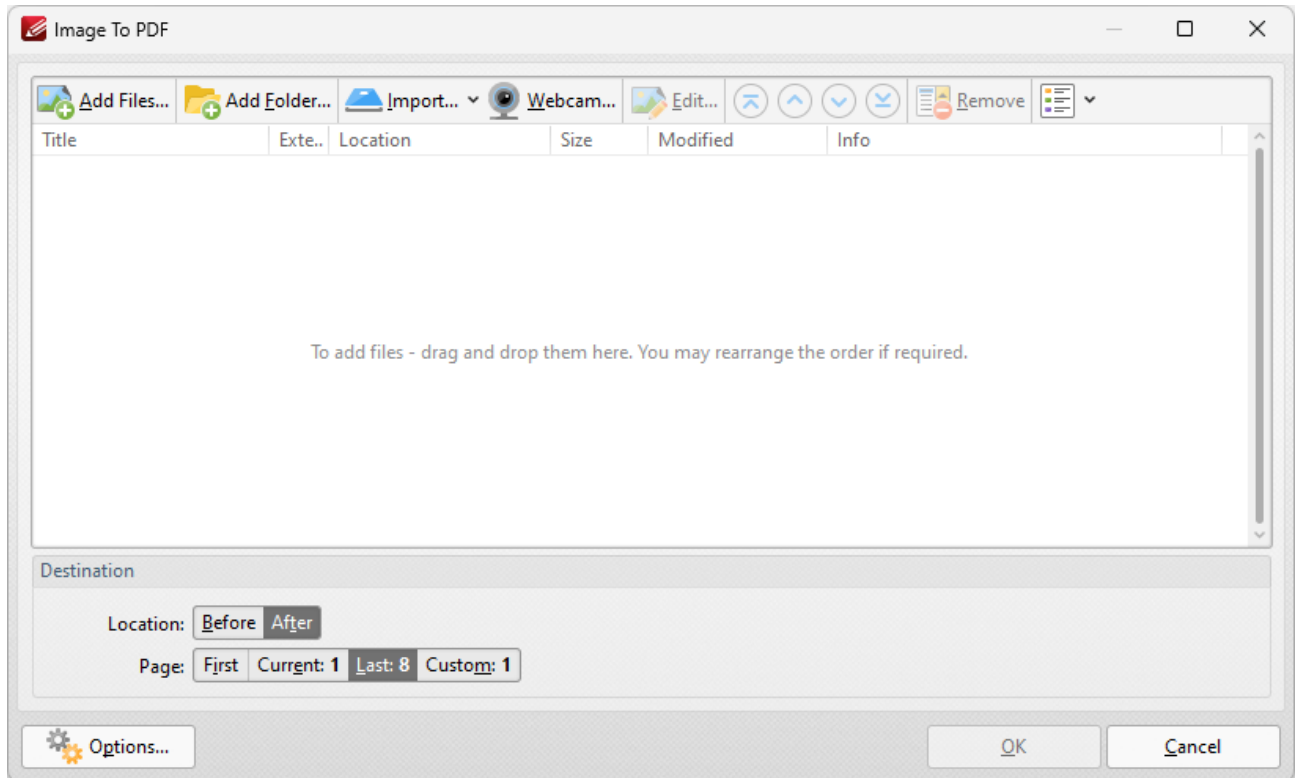 Image To PDF
Add Files... Add Folder... Import... Webcam... Edit... Remove
Title Exte.. Location Size Modified Info
To add files - drag and drop them here. You may rearrange the order if required.
Destination
Location: Before After
Page: First Current: 1 Last: 8 Custom: 1
Options... OK Cancel